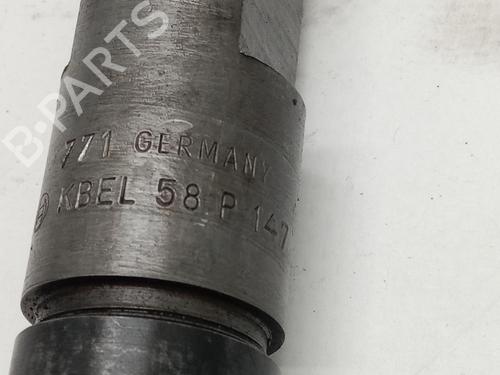 771 GERMANY
KBEL 58 P 147
B-PARTS